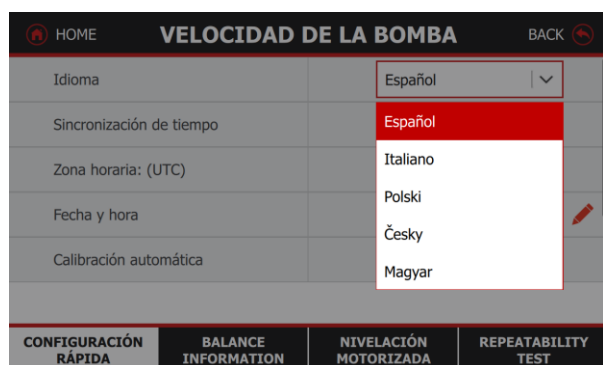 HOME VELOCIDAD DE LA BOMBA BACK
Idioma Español
Español
Sincronización de tiempo
Italiano
Zona horaria: (UTC)
Polski
Fecha y hora
Česky
Calibración automática
Magyar
CONFIGURACIÓN BALANCE NIVELACIÓN REPEATABILITY
RÁPIDA INFORMATION MOTORIZADA TEST